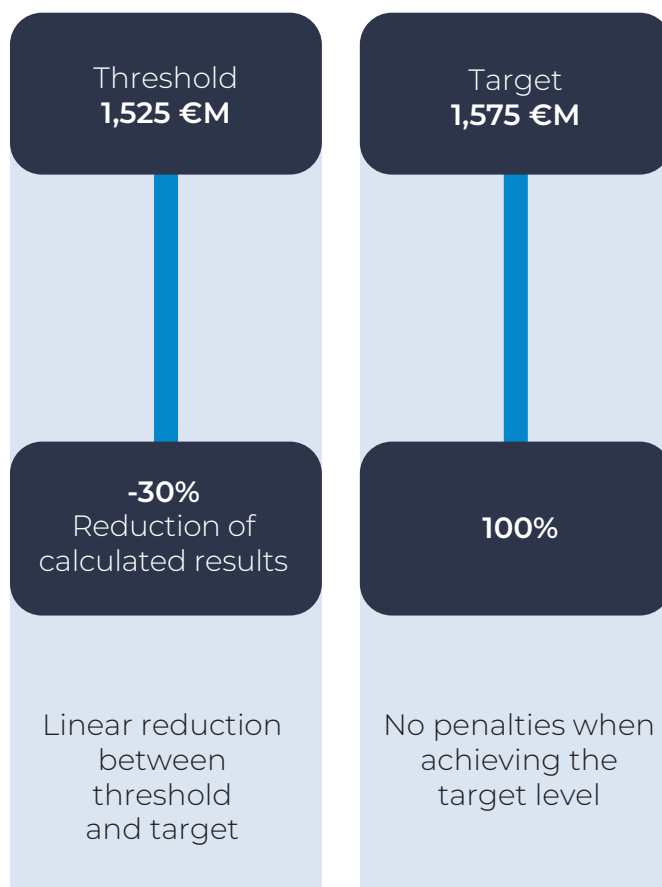 Threshold
1,525 €M
-30%
Reduction of
calculated results
Linear reduction
between
threshold
and target
Target
1,575 €M
100%
No penalties when
achieving the
target level